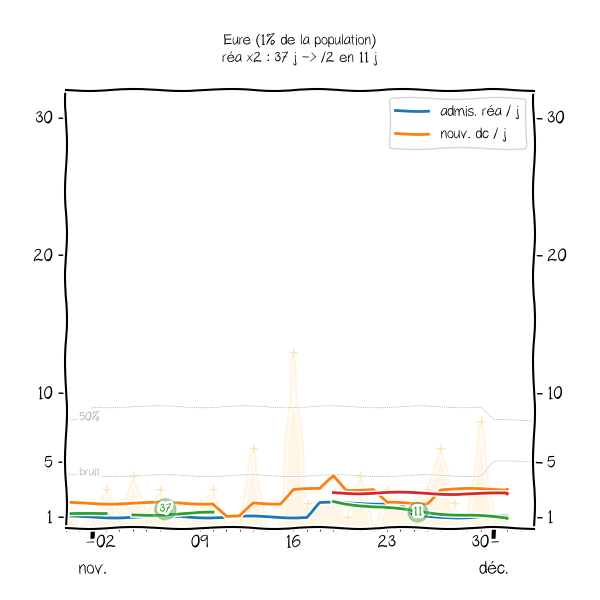 Eure (1% de la population)
réa x2 : 37 j -> /2 en 11 j
admis. réa / j
nouv. dc / j
30 30
20 20
10 10
50%
5 5
bruit
37 11
1 1
02 09 16 23 30
nov. déc.